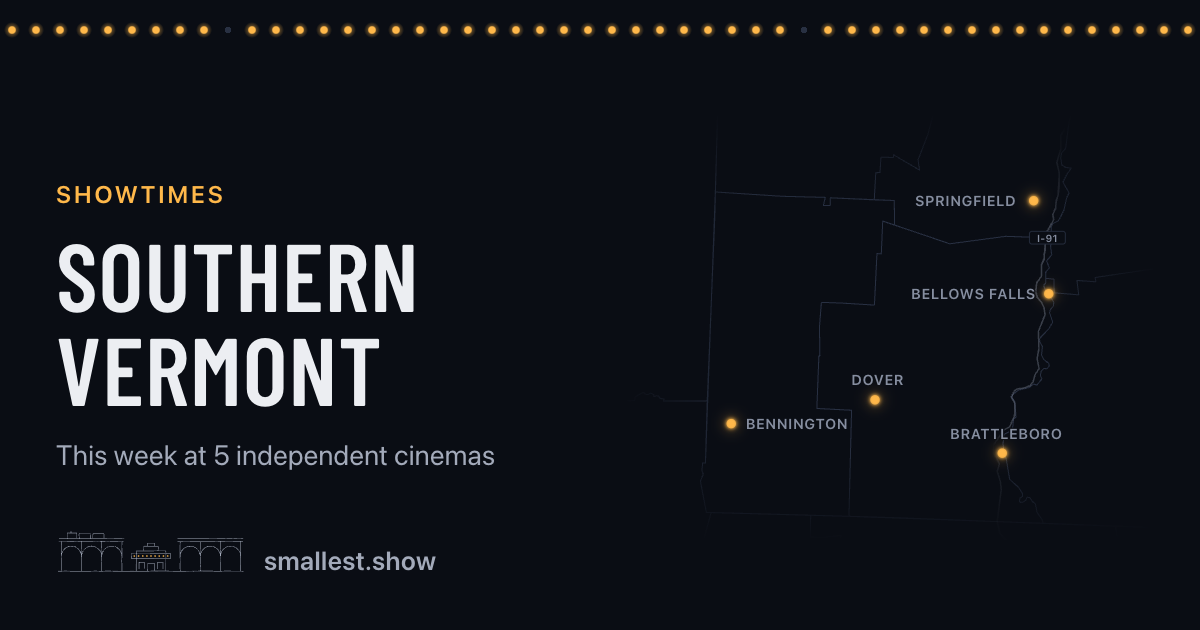 SHOWTIMES
SOUTHERN
VERMONT
This week at 5 independent cinemas
smallest.show
SPRINGFIELD
I-91
BELLOWS FALLS
DOVER
BENNINGTON
BRATTLEBORO